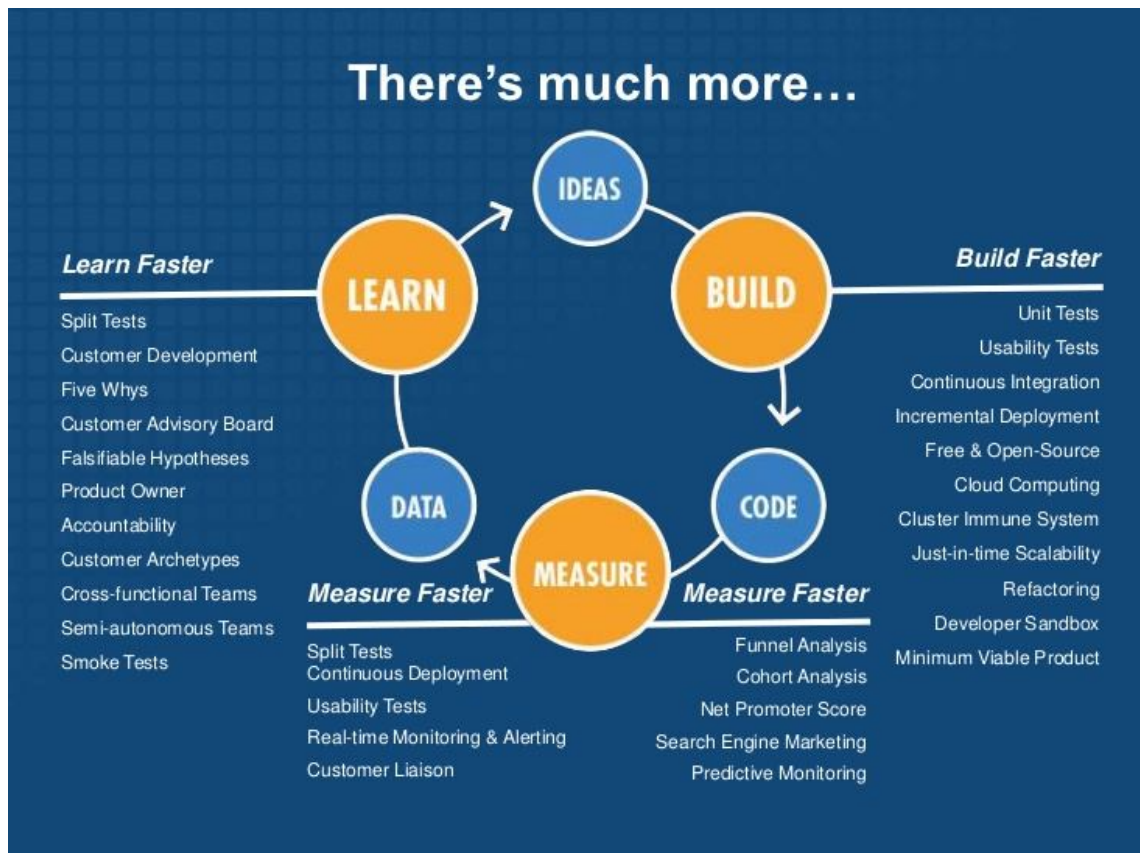 There's much more…
IDEAS
LEARN
BUILD
Learn Faster
Split Tests
Customer Development
Five Whys
Customer Advisory Board
Falsifiable Hypotheses
Product Owner
Accountability
Customer Archetypes
Cross-functional Teams
Semi-autonomous Teams
Smoke Tests
Build Faster
Unit Tests
Usability Tests
Continuous Integration
Incremental Deployment
Free & Open-Source
Cloud Computing
Cluster Immune System
Just-in-time Scalability
Refactoring
Developer Sandbox
Minimum Viable Product
DATA
CODE
MEASURE
Measure Faster
Split Tests
Continuous Deployment
Usability Tests
Real-time Monitoring & Alerting
Customer Liaison
Measure Faster
Funnel Analysis
Cohort Analysis
Net Promoter Score
Search Engine Marketing
Predictive Monitoring